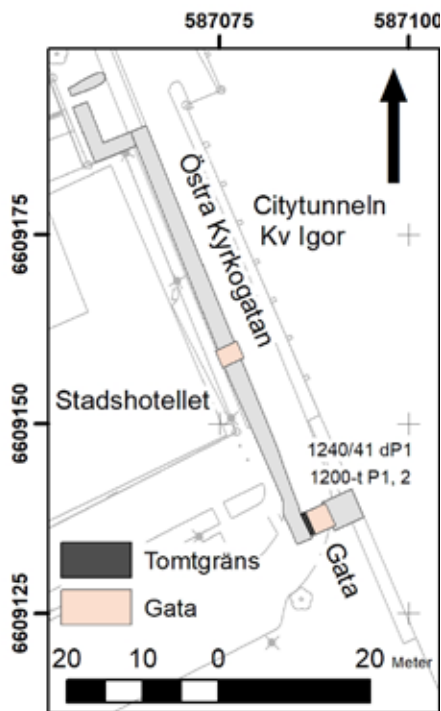 587075
587100
6609175
6609150
6609125
Östra Kyrkogatan
Citytunneln
Kv Igor
Stadshotellet
1240/41 dP1
1200-t P1, 2
Gata
Tomtgräns
Gata
20 10 0 20 Meter